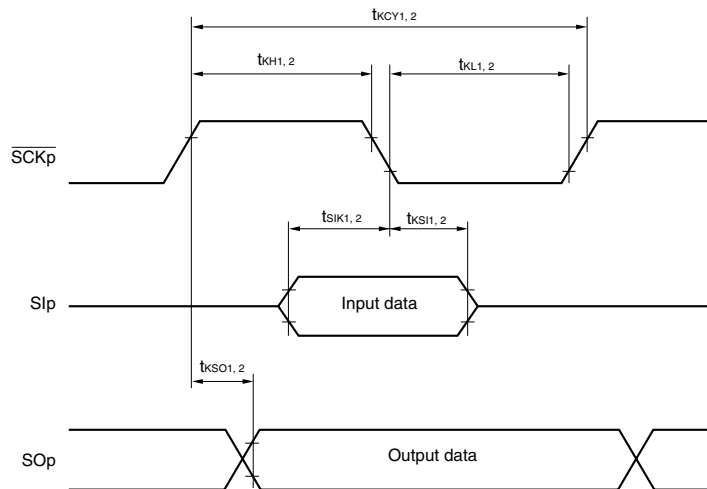 tKCY1, 2
tKH1, 2
tKL1, 2
SCKp
tSIK1, 2
tKSI1, 2
SIp
Input data
tKSO1, 2
SOp
Output data